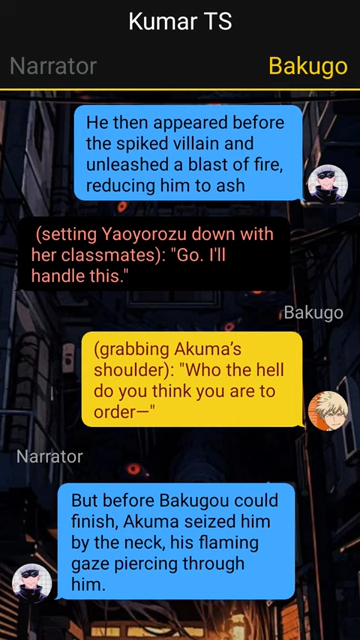 Kumar TS
Narrator
Bakugo
He then appeared before
the spiked villain and
unleashed a blast of fire,
reducing him to ash
(setting Yaoyorozu down with
her classmates): "Go. I'll
handle this."
Bakugo
(grabbing Akuma’s
shoulder): "Who the hell
do you think you are to
order—"
Narrator
But before Bakugou could
finish, Akuma seized him
by the neck, his flaming
gaze piercing through
him.